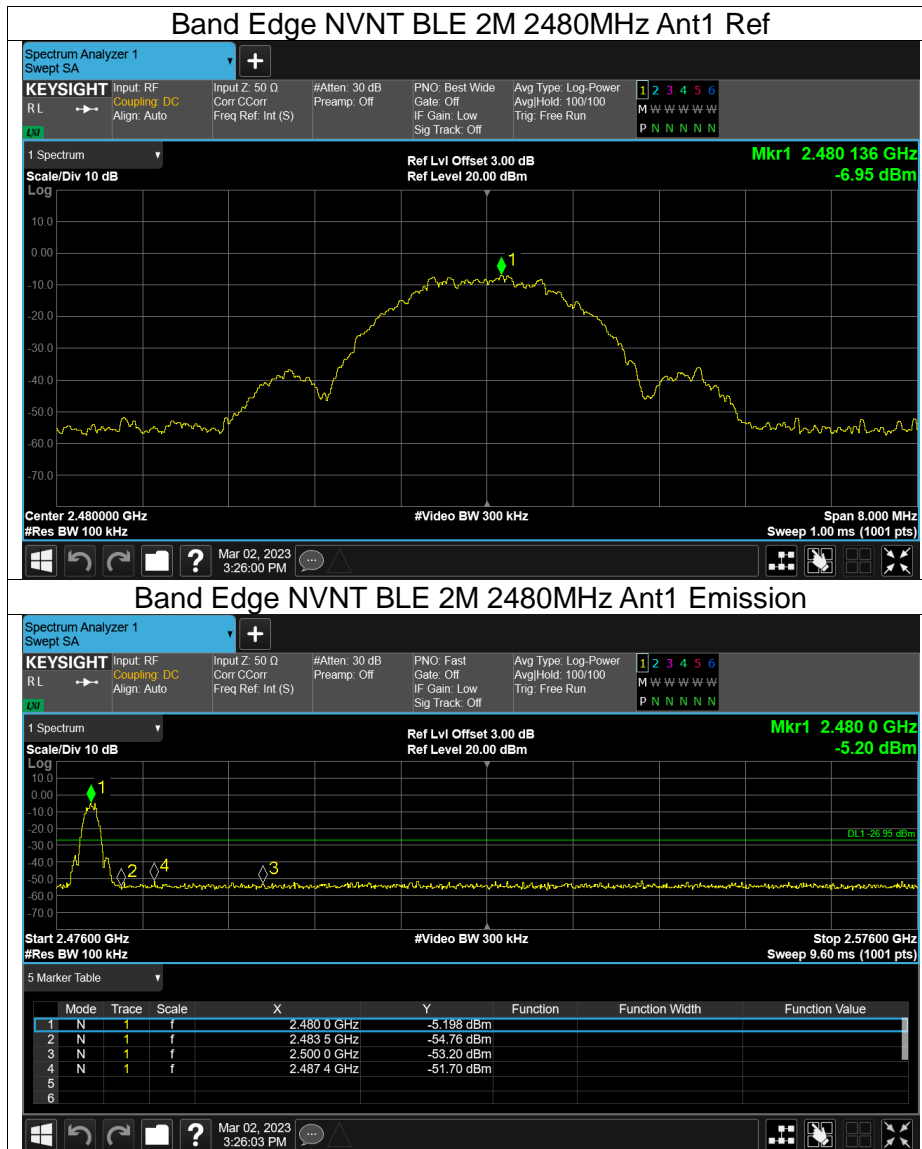 Band Edge NVNT BLE 2M 2480MHz Ant1 Ref
Spectrum Analyzer 1
Swept SA
+
KEYSIGHT Input: RF Input Z: 50 Ω #Atten: 30 dB PNO: Best Wide Avg Type: Log-Power 1 2 3 4 5 6
R L Coupling: DC Corr CCorr Preamp: Off Gate: Off Avg|Hold: 100/100 M W W W W W
Align: Auto Freq Ref: Int (S) IF Gain: Low Trig: Free Run
LXI Sig Track: Off P N N N N N
1 Spectrum
Ref Lvl Offset 3.00 dB Mkr1 2.480 136 GHz
Scale/Div 10 dB Ref Level 20.00 dBm -6.95 dBm
Log
10.0
0.00
1
-10.0
-20.0
-30.0
-40.0
-50.0
-60.0
-70.0
Center 2.480000 GHz #Video BW 300 kHz Span 8.000 MHz
#Res BW 100 kHz Sweep 1.00 ms (1001 pts)
? Mar 02, 2023
3:26:00 PM
Band Edge NVNT BLE 2M 2480MHz Ant1 Emission
Spectrum Analyzer 1
Swept SA
+
KEYSIGHT Input: RF Input Z: 50 Ω #Atten: 30 dB PNO: Fast Avg Type: Log-Power 1 2 3 4 5 6
R L Coupling: DC Corr CCorr Preamp: Off Gate: Off Avg|Hold: 100/100 M W W W W W
Align: Auto Freq Ref: Int (S) IF Gain: Low Trig: Free Run
LXI Sig Track: Off P N N N N N
1 Spectrum
Ref Lvl Offset 3.00 dB Mkr1 2.480 0 GHz
Scale/Div 10 dB Ref Level 20.00 dBm -5.20 dBm
Log
10.0
1
0.00
-10.0
-20.0
DL1 -26.95 dBm
-30.0
-40.0
2 4 3
-50.0
-60.0
-70.0
Start 2.47600 GHz #Video BW 300 kHz Stop 2.57600 GHz
#Res BW 100 kHz Sweep 9.60 ms (1001 pts)
5 Marker Table
Mode Trace Scale X Y Function Function Width Function Value
1 N 1 f 2.480 0 GHz -5.198 dBm
2 N 1 f 2.483 5 GHz -54.76 dBm
3 N 1 f 2.500 0 GHz -53.20 dBm
4 N 1 f 2.487 4 GHz -51.70 dBm
5
6
? Mar 02, 2023
3:26:03 PM